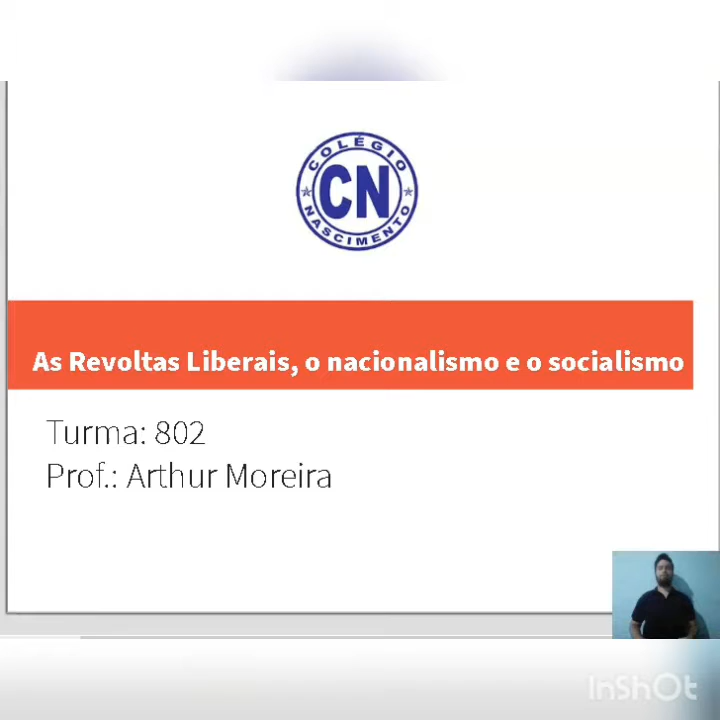 COLÉGIO
CN
NASCIMENTO
As Revoltas Liberais, o nacionalismo e o socialismo
Turma: 802
Prof.: Arthur Moreira
InShOt